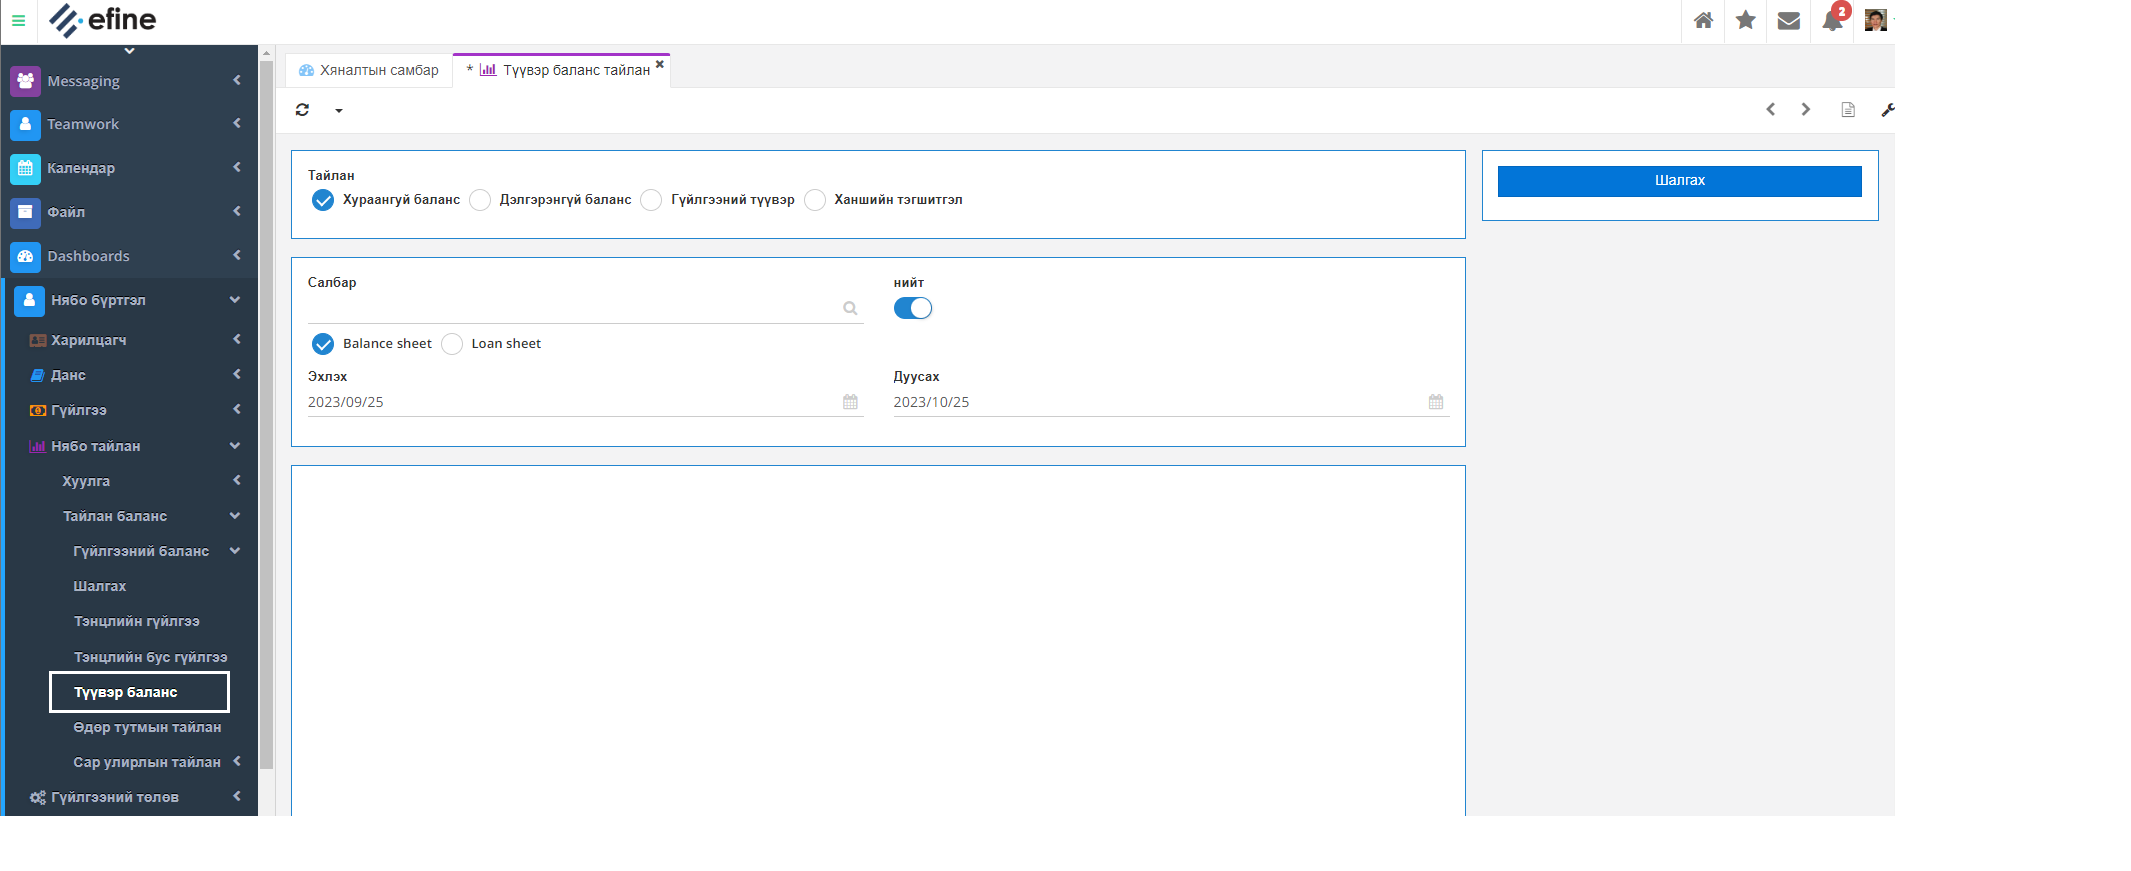 efine
2
Messaging
Teamwork
Календар
Файл
Dashboards
Нябо бүртгэл
Харилцагч
Данс
Гүйлгээ
Нябо тайлан
Хуулга
Тайлан баланс
Гүйлгээний баланс
Шалгах
Тэнцлийн гүйлгээ
Тэнцлийн бус гүйлгээ
Түүвэр баланс
Өдөр тутмын тайлан
Сар улирлын тайлан
Гүйлгээний төлөв
Хяналтын самбар
* Түүвэр баланс тайлан
Тайлан
Хураангуй баланс Дэлгэрэнгүй баланс Гүйлгээний түүвэр Ханшийн тэгшитгэл
Шалгах
Салбар нийт
Balance sheet Loan sheet
Эхлэх Дуусах
2023/09/25 2023/10/25